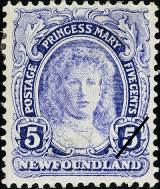 PRINCESS MARY
POSTAGE
FIVE CENTS
5 5
NEWFOUNDLAND